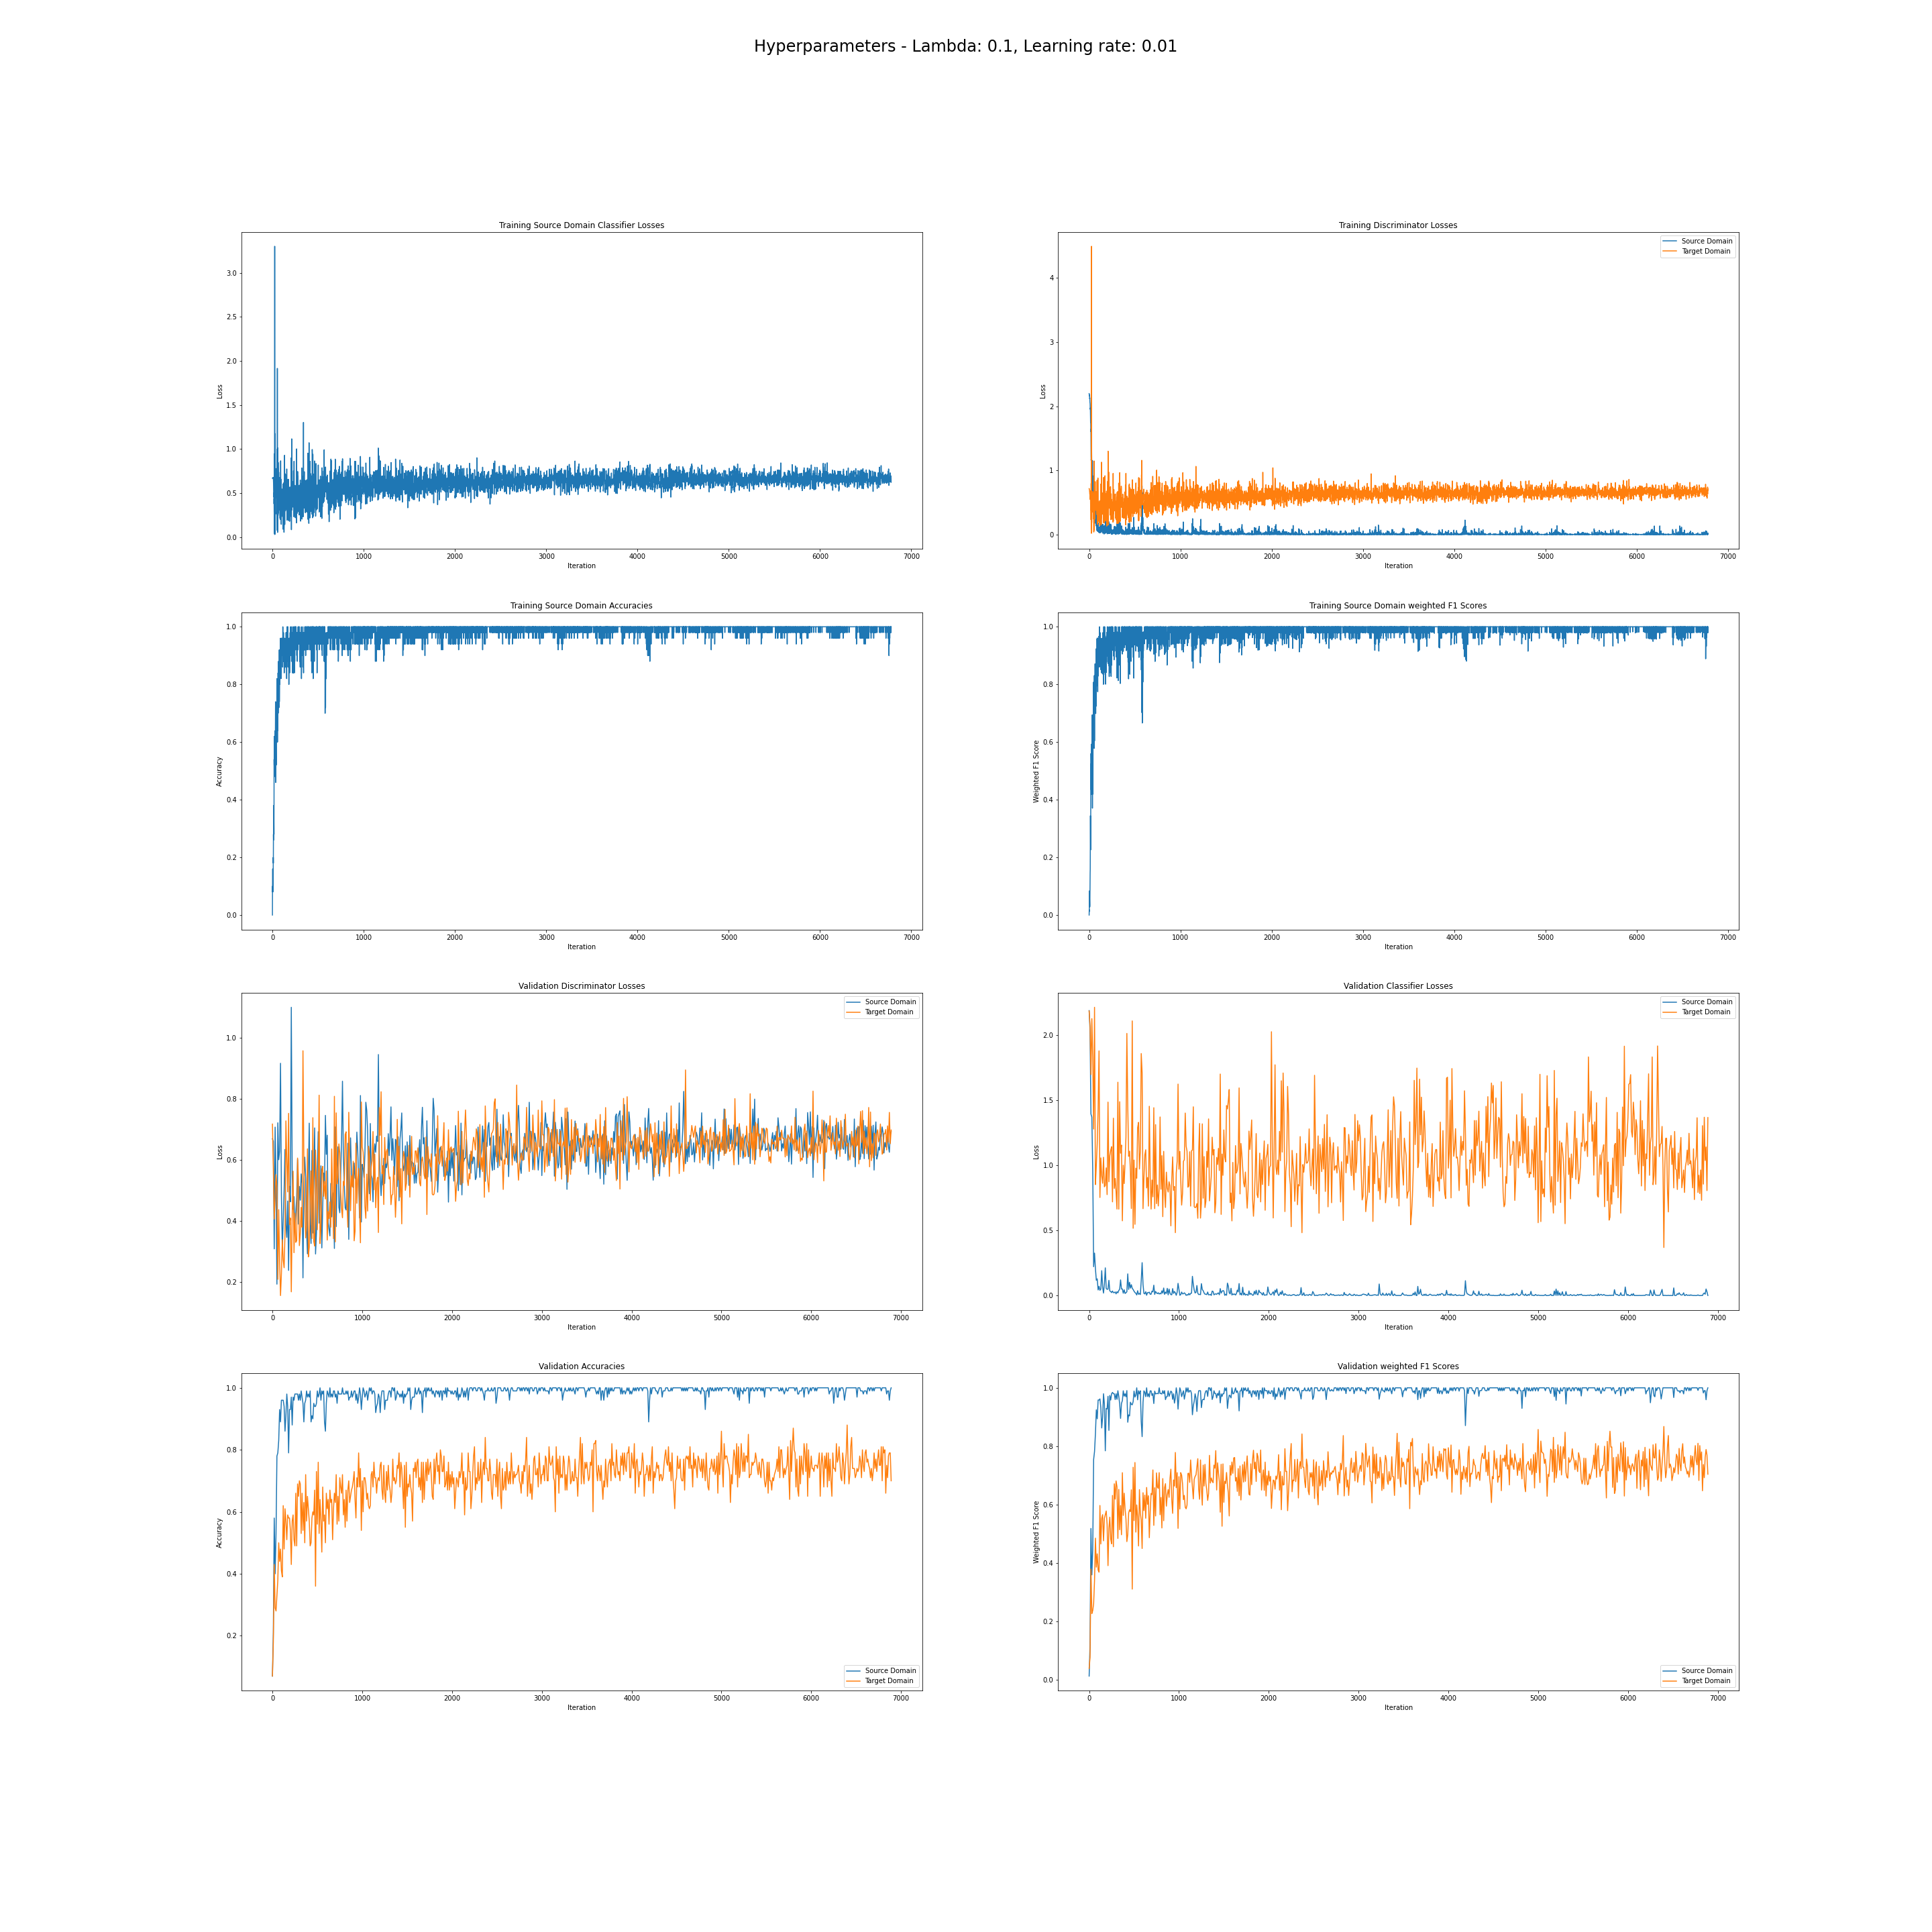 Hyperparameters - Lambda: 0.1, Learning rate: 0.01
Training Source Domain Classifier Losses
Loss
3.0
2.5
2.0
1.5
1.0
0.5
0.0
0 1000 2000 3000 4000 5000 6000 7000
Iteration
Training Discriminator Losses
Source Domain
Target Domain
Loss
4
3
2
1
0
0 1000 2000 3000 4000 5000 6000 7000
Iteration
Training Source Domain Accuracies
Accuracy
1.0
0.8
0.6
0.4
0.2
0.0
0 1000 2000 3000 4000 5000 6000 7000
Iteration
Training Source Domain weighted F1 Scores
Weighted F1 Score
1.0
0.8
0.6
0.4
0.2
0.0
0 1000 2000 3000 4000 5000 6000 7000
Iteration
Validation Discriminator Losses
Source Domain
Target Domain
Loss
1.0
0.8
0.6
0.4
0.2
0 1000 2000 3000 4000 5000 6000 7000
Iteration
Validation Classifier Losses
Source Domain
Target Domain
Loss
2.0
1.5
1.0
0.5
0.0
0 1000 2000 3000 4000 5000 6000 7000
Iteration
Validation Accuracies
Accuracy
1.0
0.8
0.6
0.4
0.2
Source Domain
Target Domain
0 1000 2000 3000 4000 5000 6000 7000
Iteration
Validation weighted F1 Scores
Weighted F1 Score
1.0
0.8
0.6
0.4
0.2
0.0
Source Domain
Target Domain
0 1000 2000 3000 4000 5000 6000 7000
Iteration